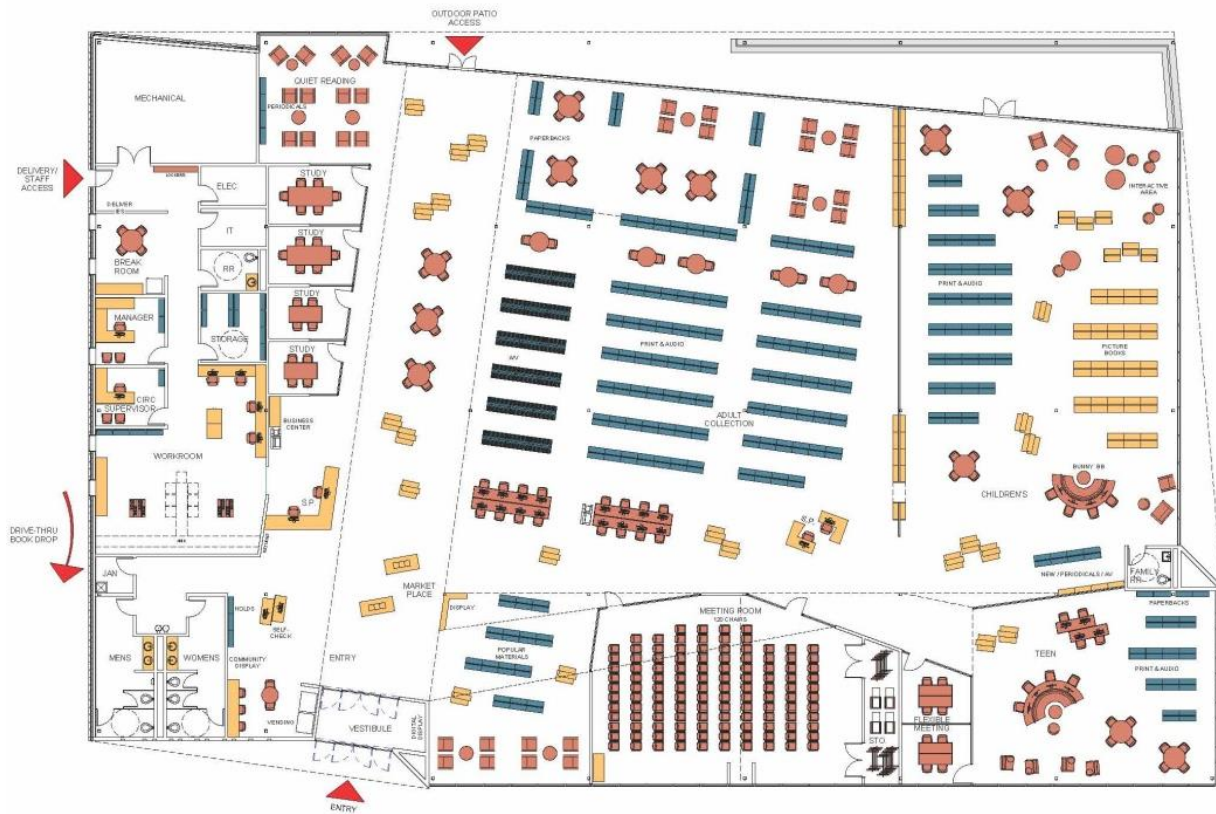 OUTDOOR PATIO
ACCESS
MECHANICAL
QUIET READING
PERIODICALS
PAPERBACKS
DELIVERY/
STAFF
ACCESS
LOCKERS
ELEC
STUDY
INTERACTIVE
AREA
DELIVER
IT
STUDY
BREAK
ROOM
RR
STUDY
MANAGER
STORAGE
STUDY
PRINT & AUDIO
A/V
PRINT & AUDIO
PICTURE
BOOKS
CIRC
SUPERVISOR
BUSINESS
CENTER
ADULT
COLLECTION
WORKROOM
BUNNY BB
CHILDREN'S
S.P.
S.P.
DRIVE-THRU
BOOK DROP
JAN
MARKET
PLACE
NEW / PERIODICALS / AV
FAMILY
RR
HOLDS
SELF-
CHECK
DISPLAY
MEETING ROOM
120 CHAIRS
PAPERBACKS
MENS
WOMENS
COMMUNITY
DISPLAY
ENTRY
POPULAR
MATERIALS
TEEN
PRINT & AUDIO
VENDING
VESTIBULE
DIGITAL
DISPLAY
STO.
FLEXIBLE
MEETING
ENTRY